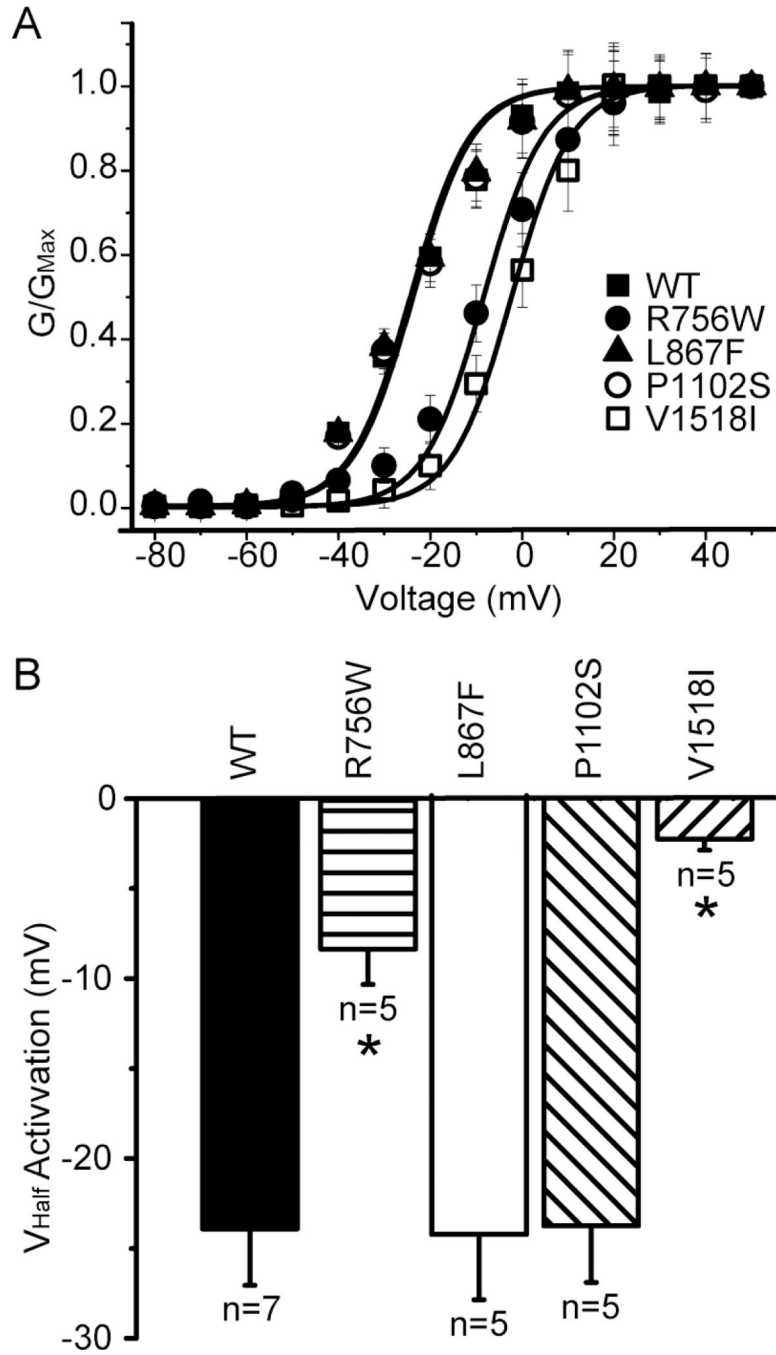 A
1.0
0.8
0.6
0.4
0.2
0.0
G/GMax
WT
R756W
L867F
P1102S
V1518I
-80
-60
-40
-20
0
20
40
Voltage (mV)
B
WT
R756W
L867F
P1102S
V1518I
0
-10
-20
-30
VHalf Activvation (mV)
n=7
n=5
*
n=5
n=5
n=5
*